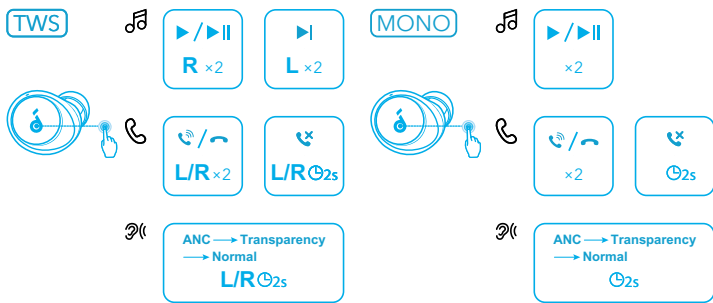 TWS
R ×2
L ×2
L/R ×2
L/R 2s
ANC → Transparency
→ Normal
L/R 2s
MONO
×2
×2
2s
ANC → Transparency
→ Normal
2s